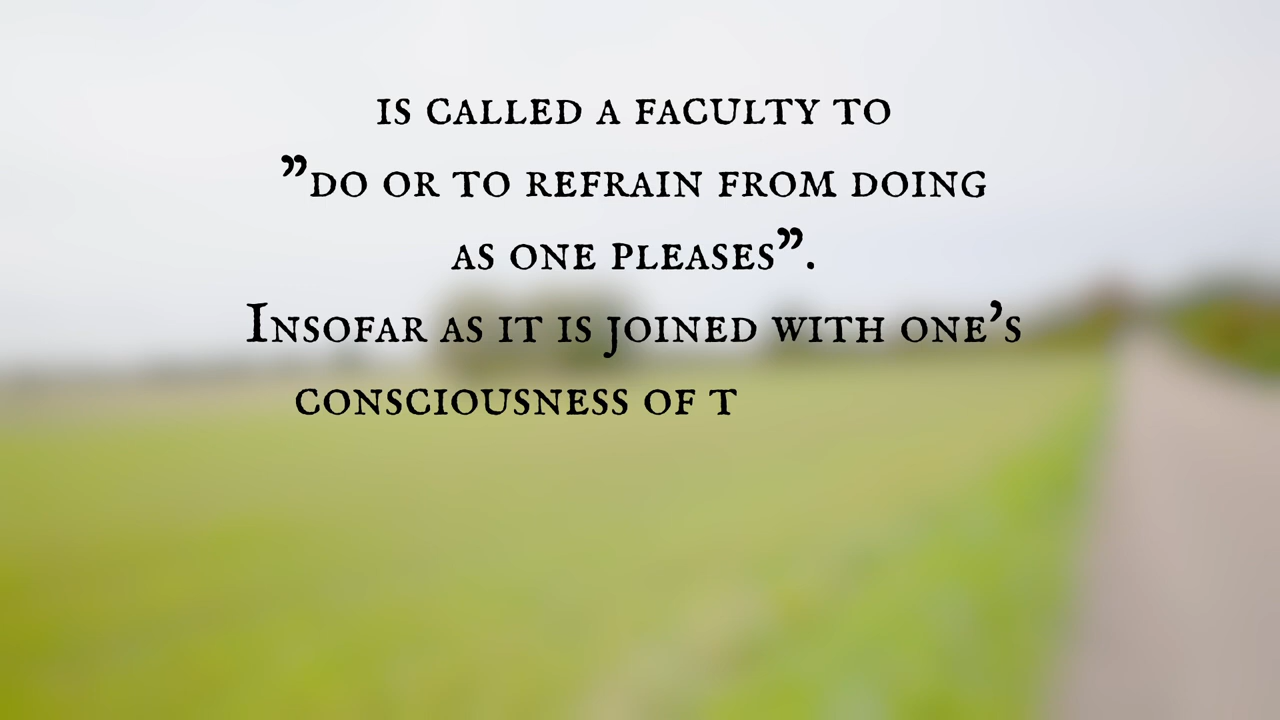 is called a faculty to
”do or to refrain from doing
as one pleases”.
Insofar as it is joined with one’s
consciousness of t